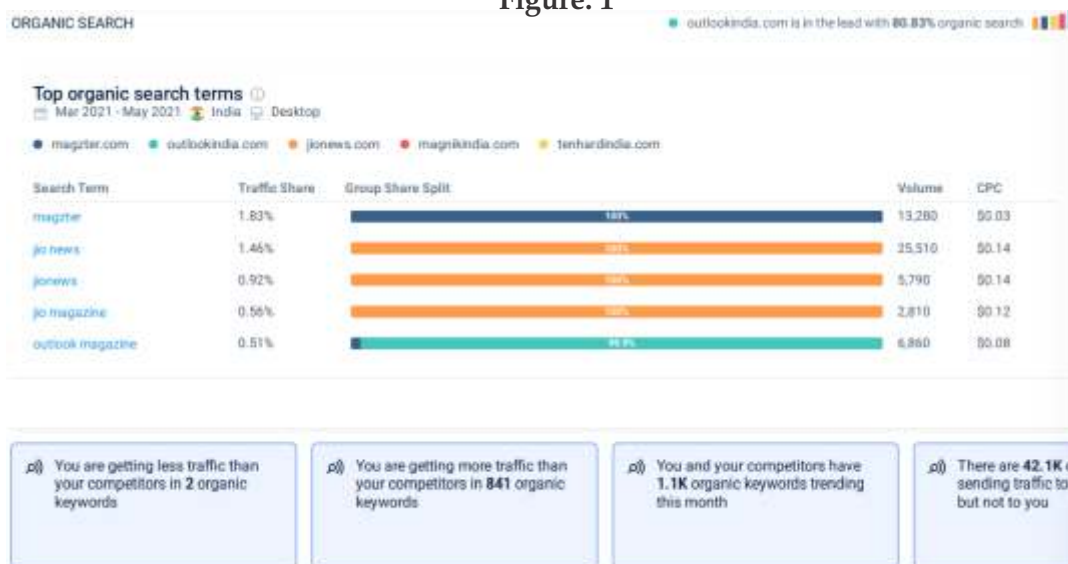 Figure. 1
ORGANIC SEARCH
outlookindia.com is in the lead with 80.83% organic search
Top organic search terms
Mar 2021 - May 2021 India Desktop
magzter.com outlookindia.com jionews.com magnikindia.com tenhardindia.com
Search Term Traffic Share Group Share Split Volume CPC
magzter 1.83% 100% 13,280 $0.03
jio news 1.46% 100% 25,510 $0.14
jionews 0.92% 100% 5,790 $0.14
jio magazine 0.56% 100% 2,810 $0.12
outlook magazine 0.51% 6,860 $0.08
You are getting less traffic than
your competitors in 2 organic
keywords
You are getting more traffic than
your competitors in 841 organic
keywords
You and your competitors have
1.1K organic keywords trending
this month
There are 42.1K
sending traffic to
but not to you